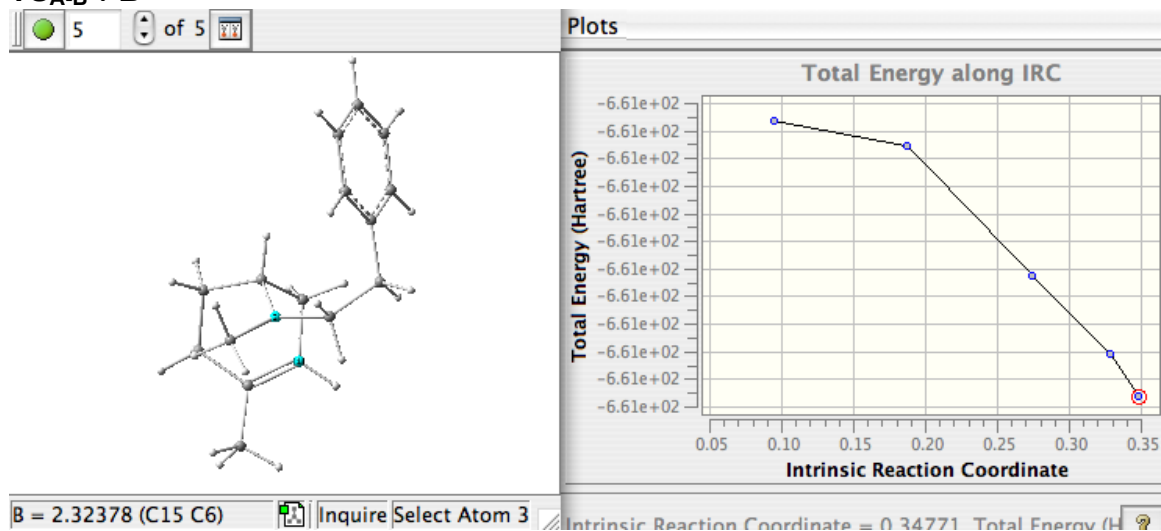 5 of 5
Plots
Total Energy along IRC
Total Energy (Hartree)
-6.61e+02
-6.61e+02
-6.61e+02
-6.61e+02
-6.61e+02
-6.61e+02
-6.61e+02
-6.61e+02
-6.61e+02
-6.61e+02
-6.61e+02
-6.61e+02
0.05 0.10 0.15 0.20 0.25 0.30 0.35
Intrinsic Reaction Coordinate
B = 2.32378 (C15 C6) Inquire Select Atom 3
Intrinsic Reaction Coordinate = 0.34771, Total Energy (H ?